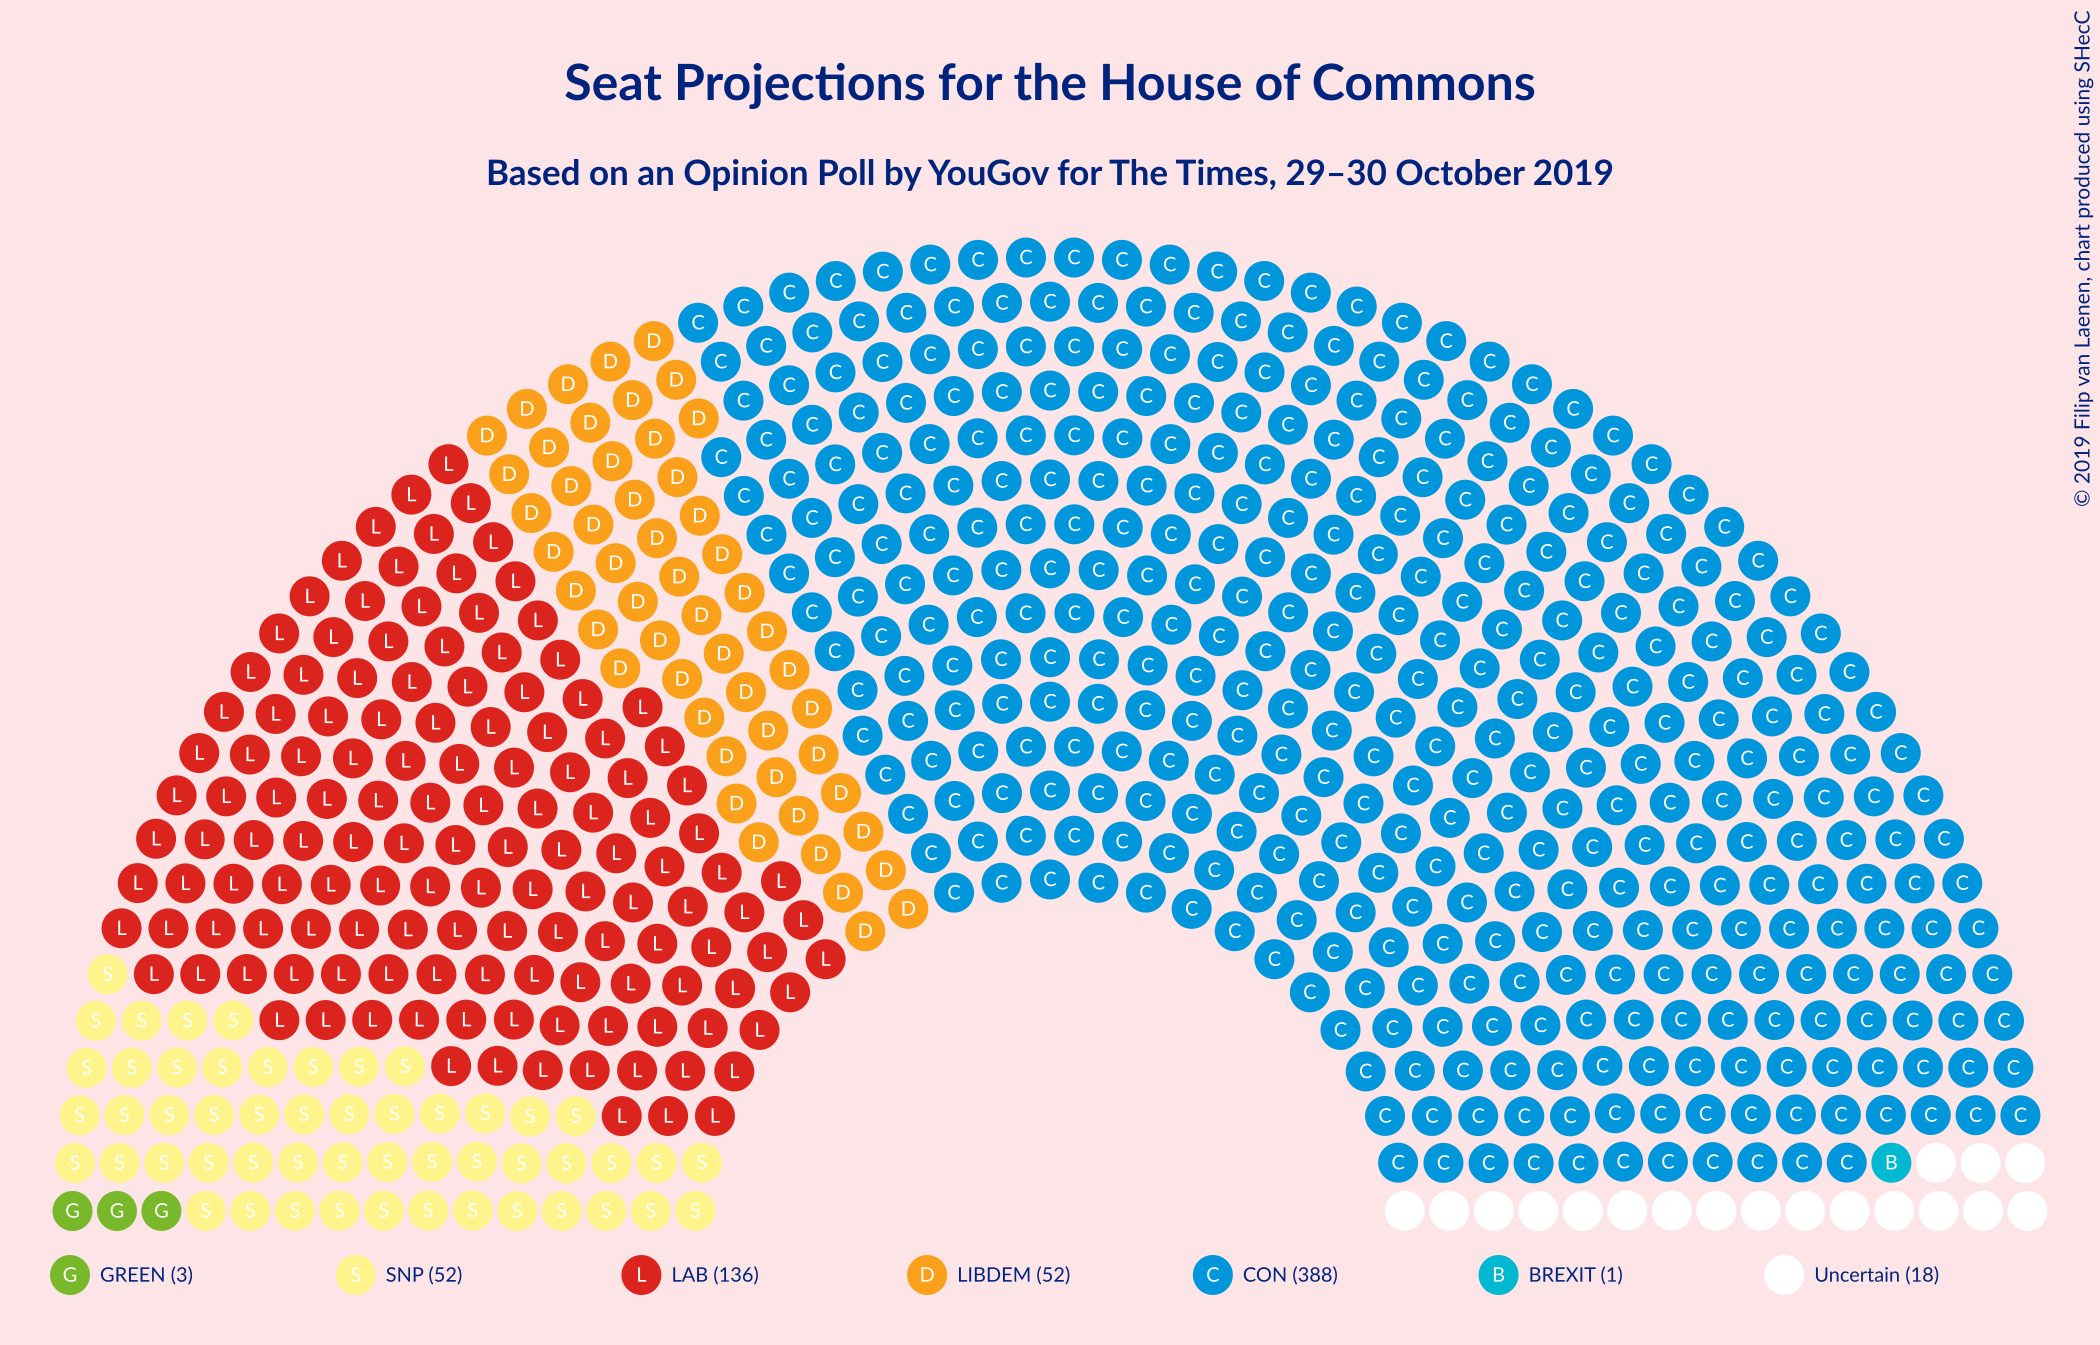 Seat Projections for the House of Commons
Based on an Opinion Poll by YouGov for The Times, 29–30 October 2019
© 2019 Filip van Laenen, chart produced using SHecC
G GREEN (3)
S SNP (52)
L LAB (136)
D LIBDEM (52)
C CON (388)
B BREXIT (1)
Uncertain (18)